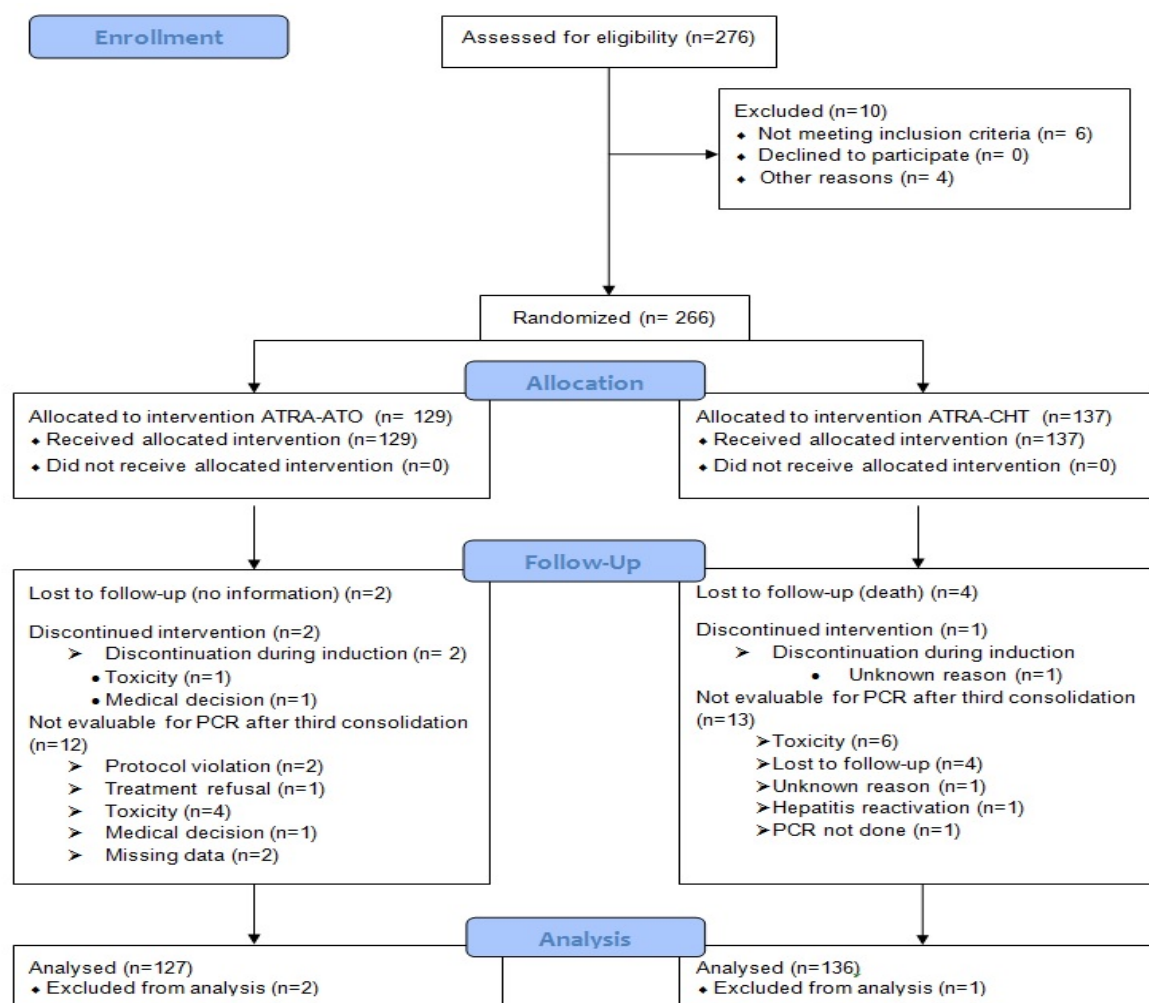 Enrollment
Assessed for eligibility (n=276)
Excluded (n=10)
⬥ Not meeting inclusion criteria (n= 6)
⬥ Declined to participate (n= 0)
⬥ Other reasons (n= 4)
Randomized (n= 266)
Allocation
Allocated to intervention ATRA-ATO (n= 129)
⬥ Received allocated intervention (n=129)
⬥ Did not receive allocated intervention (n=0)
Allocated to intervention ATRA-CHT (n=137)
⬥ Received allocated intervention (n=137)
⬥ Did not receive allocated intervention (n=0)
Follow-Up
Lost to follow-up (no information) (n=2)
Discontinued intervention (n=2)
➢ Discontinuation during induction (n= 2)
• Toxicity (n=1)
• Medical decision (n=1)
Not evaluable for PCR after third consolidation
(n=12)
➢ Protocol violation (n=2)
➢ Treatment refusal (n=1)
➢ Toxicity (n=4)
➢ Medical decision (n=1)
➢ Missing data (n=2)
Lost to follow-up (death) (n=4)
Discontinued intervention (n=1)
➢ Discontinuation during induction
• Unknown reason (n=1)
Not evaluable for PCR after third consolidation
(n=13)
➢Toxicity (n=6)
➢Lost to follow-up (n=4)
➢Unknown reason (n=1)
➢Hepatitis reactivation (n=1)
➢PCR not done (n=1)
Analysis
Analysed (n=127)
⬥ Excluded from analysis (n=2)
Analysed (n=136)
⬥ Excluded from analysis (n=1)